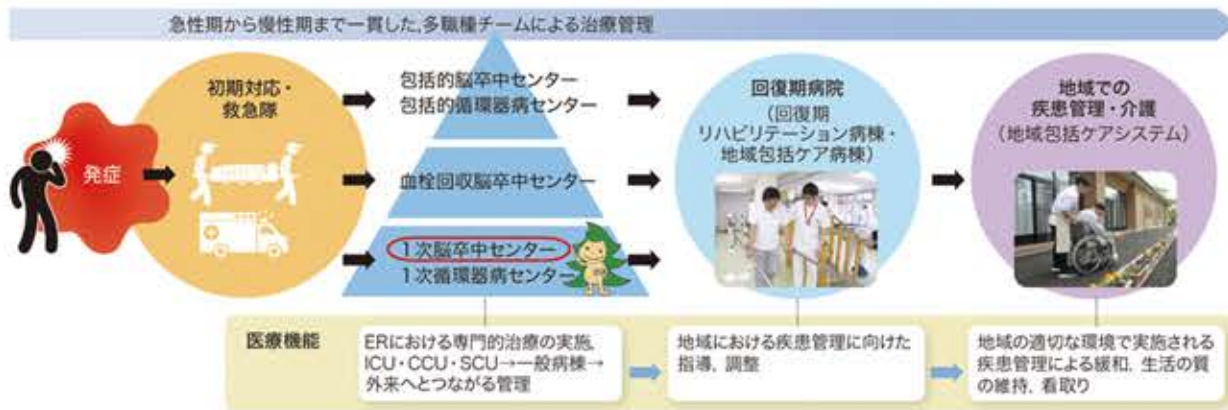 急性期から慢性期まで一貫した,多職種チームによる治療管理
発症
初期対応・
救急隊
包括的脳卒中センター
包括的循環器病センター
血栓回収脳卒中センター
1次脳卒中センター
1次循環器病センター
回復期病院
（回復期
リハビリテーション病棟・
地域包括ケア病棟）
地域での
疾患管理・介護
（地域包括ケアシステム）
医療機能
ERにおける専門的治療の実施,
ICU・CCU・SCU→一般病棟→
外来へとつながる管理
地域における疾患管理に向けた
指導, 調整
地域の適切な環境で実施される
疾患管理による緩和, 生活の質
の維持, 看取り